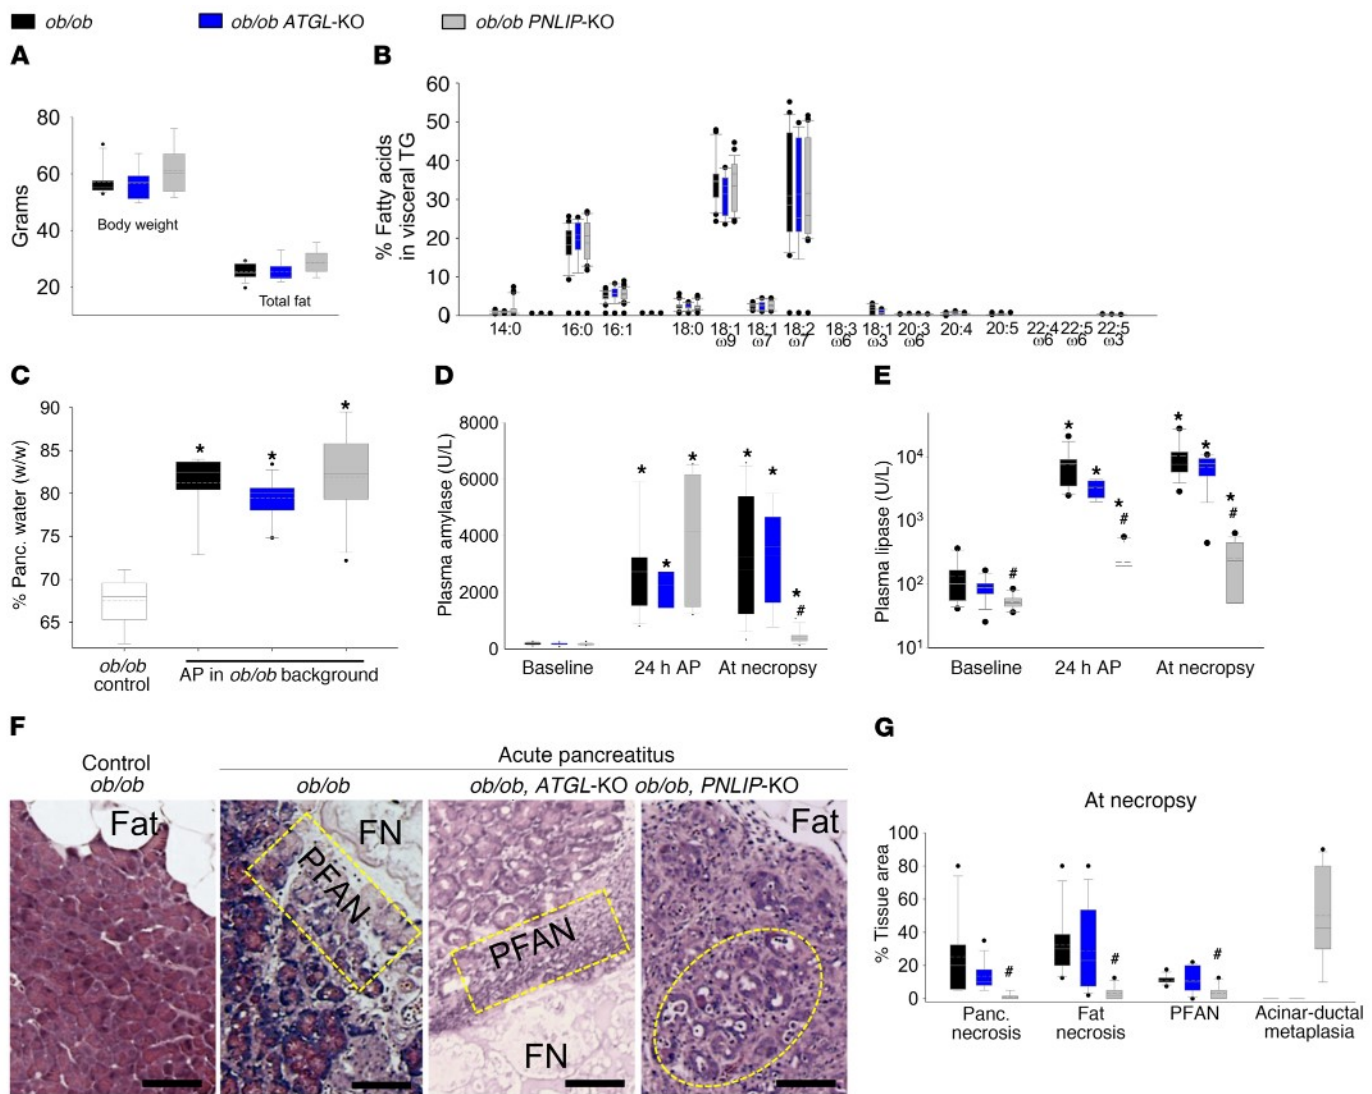 ob/ob ob/ob ATGL-KO ob/ob PNLIP-KO
A
80
60
40
20
Grams
Body weight
Total fat
B
60
50
40
30
20
10
0
% Fatty acids
in visceral TG
14:0 16:0 16:1 18:0 18:1 18:1 18:2 18:3 18:1 20:3 20:4 20:5 22:4 22:5 22:5
ω9 ω7 ω7 ω6 ω3 ω6 ω6 ω6 ω3
C
90
85
80
75
70
65
% Panc. water (w/w)
* * *
ob/ob
control
AP in ob/ob background
D
8000
6000
4000
2000
0
Plasma amylase (U/L)
* * * * * *
#
Baseline 24 h AP At necropsy
E
10⁴
10³
10²
10¹
Plasma lipase (U/L)
# * * * # * * * #
Baseline 24 h AP At necropsy
F
Acute pancreatitus
Control
ob/ob
ob/ob ob/ob, ATGL-KO ob/ob, PNLIP-KO
Fat
FN
PFAN
PFAN
FN
Fat
G
At necropsy
100
80
60
40
20
0
% Tissue area
# # #
Panc. Fat PFAN Acinar-ductal
necrosis necrosis metaplasia